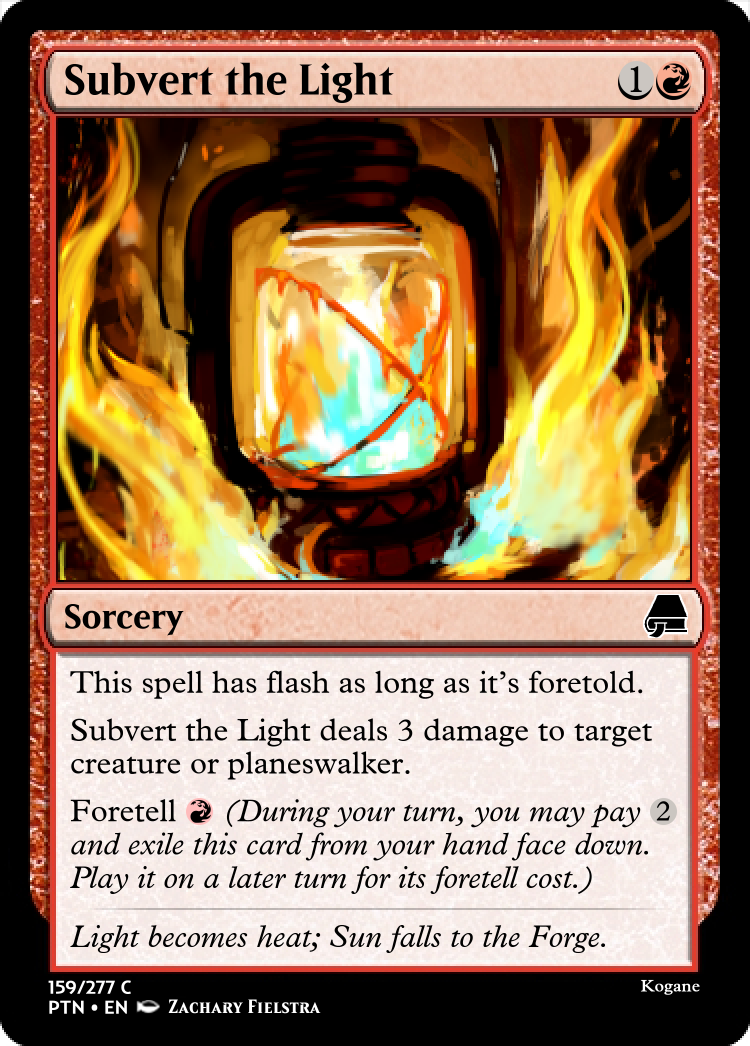 Subvert the Light 1
Sorcery
This spell has flash as long as it's foretold.
Subvert the Light deals 3 damage to target
creature or planeswalker.
Foretell (During your turn, you may pay 2
and exile this card from your hand face down.
Play it on a later turn for its foretell cost.)
Light becomes heat; Sun falls to the Forge.
159/277 C
Kogane
PTN • EN Zachary Fielstra